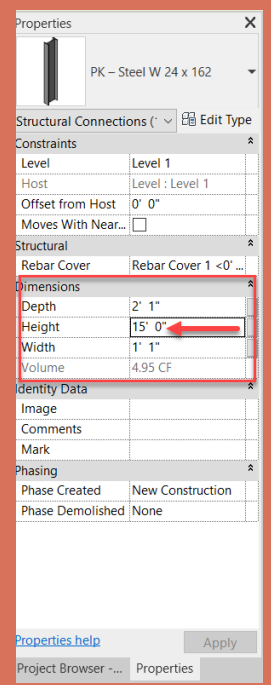 Properties X
PK – Steel W 24 x 162
Structural Connections (' Edit Type
Constraints
Level Level 1
Host Level : Level 1
Offset from Host 0' 0"
Moves With Near...
Structural
Rebar Cover Rebar Cover 1 <0' ...
Dimensions
Depth 2' 1"
Height 15' 0"
Width 1' 1"
Volume 4.95 CF
Identity Data
Image
Comments
Mark
Phasing
Phase Created New Construction
Phase Demolished None
Properties help Apply
Project Browser -... Properties